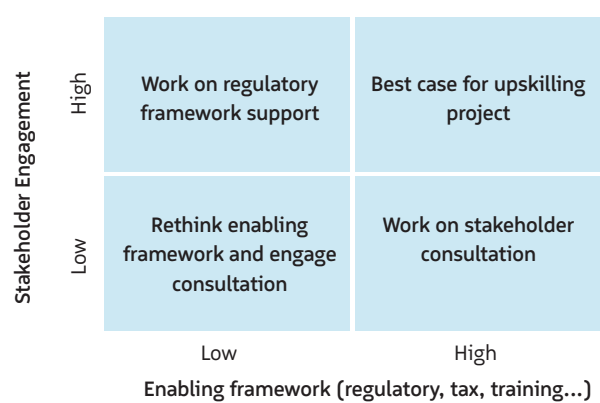 Stakeholder Engagement
High
Work on regulatory
framework support
Best case for upskilling
project
Low
Rethink enabling
framework and engage
consultation
Work on stakeholder
consultation
Low
High
Enabling framework (regulatory, tax, training...)